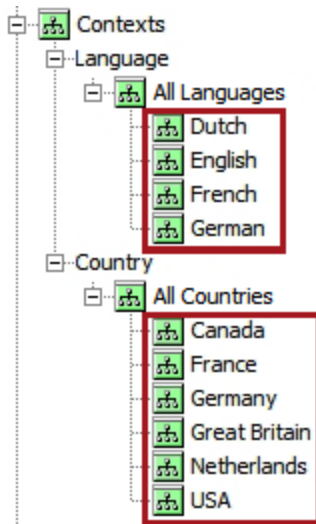 Contexts
Language
All Languages
Dutch
English
French
German
Country
All Countries
Canada
France
Germany
Great Britain
Netherlands
USA